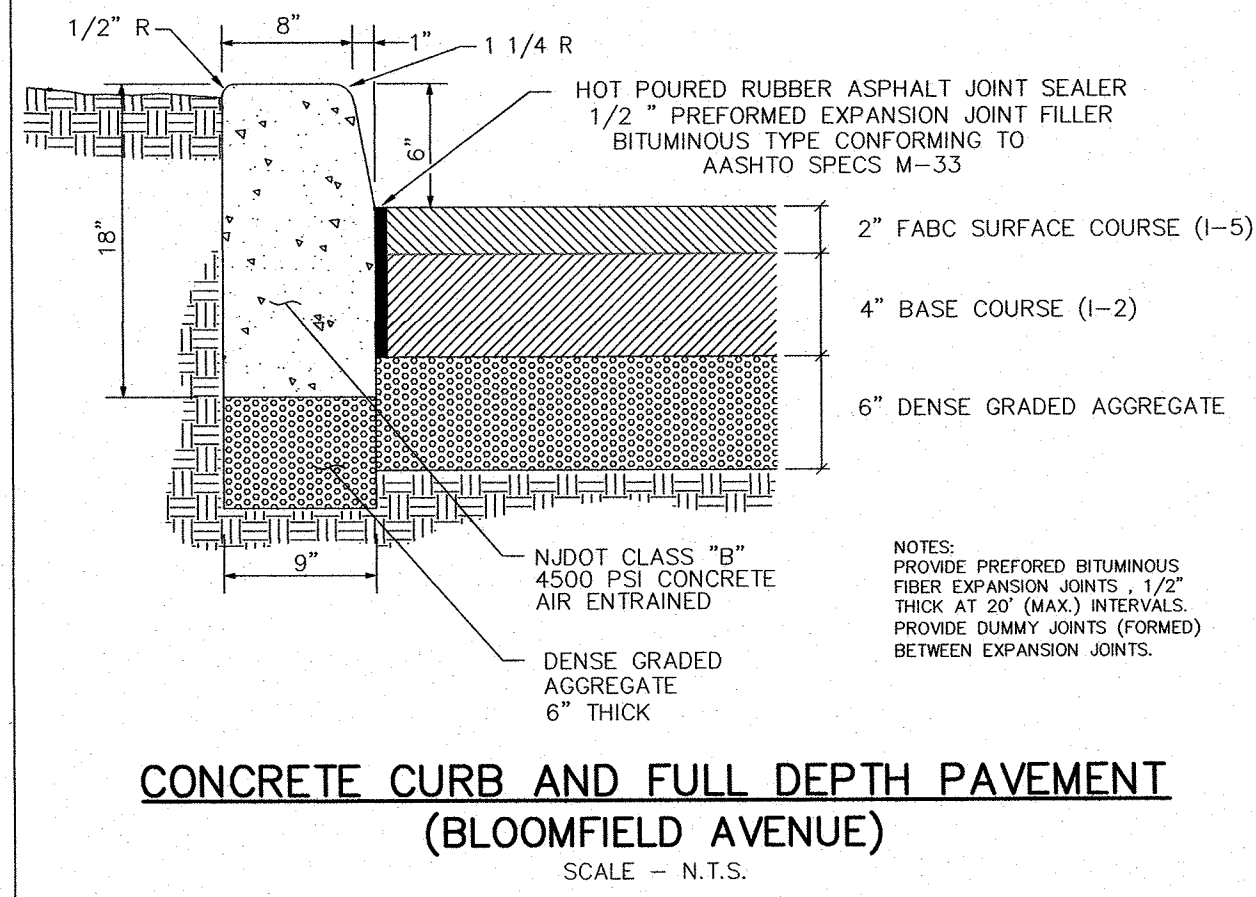 1/2" R
8"
1"
1 1/4 R
HOT POURED RUBBER ASPHALT JOINT SEALER
1/2 " PREFORMED EXPANSION JOINT FILLER
BITUMINOUS TYPE CONFORMING TO
AASHTO SPECS M-33
6"
18"
2" FABC SURFACE COURSE (I-5)
4" BASE COURSE (I-2)
6" DENSE GRADED AGGREGATE
9"
NJDOT CLASS "B"
4500 PSI CONCRETE
AIR ENTRAINED
DENSE GRADED
AGGREGATE
6" THICK
NOTES:
PROVIDE PREFORED BITUMINOUS
FIBER EXPANSION JOINTS , 1/2"
THICK AT 20' (MAX.) INTERVALS.
PROVIDE DUMMY JOINTS (FORMED)
BETWEEN EXPANSION JOINTS.
CONCRETE CURB AND FULL DEPTH PAVEMENT
(BLOOMFIELD AVENUE)
SCALE - N.T.S.